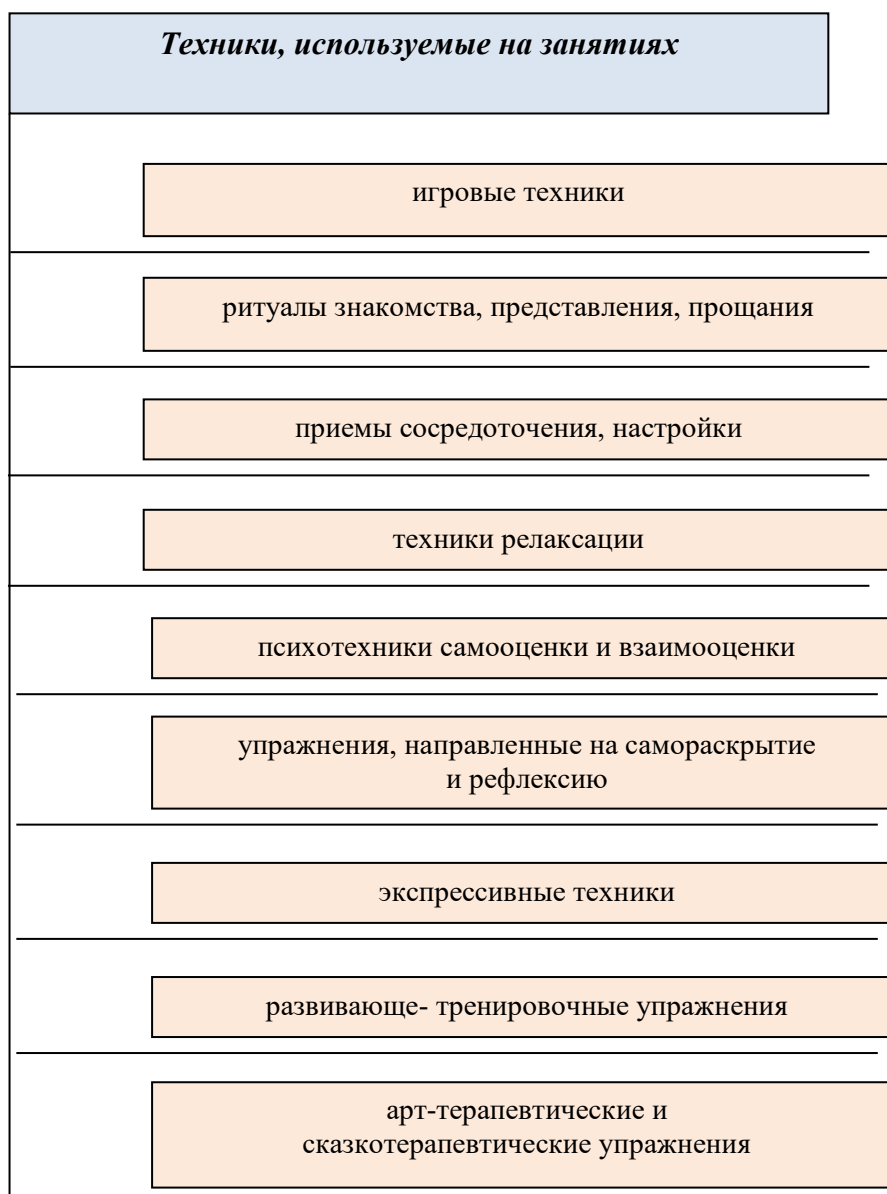 Техники, используемые на занятиях
игровые техники
ритуалы знакомства, представления, прощания
приемы сосредоточения, настройки
техники релаксации
психотехники самооценки и взаимооценки
упражнения, направленные на самораскрытие
и рефлексию
экспрессивные техники
развивающе- тренировочные упражнения
арт-терапевтические и
сказкотерапевтические упражнения